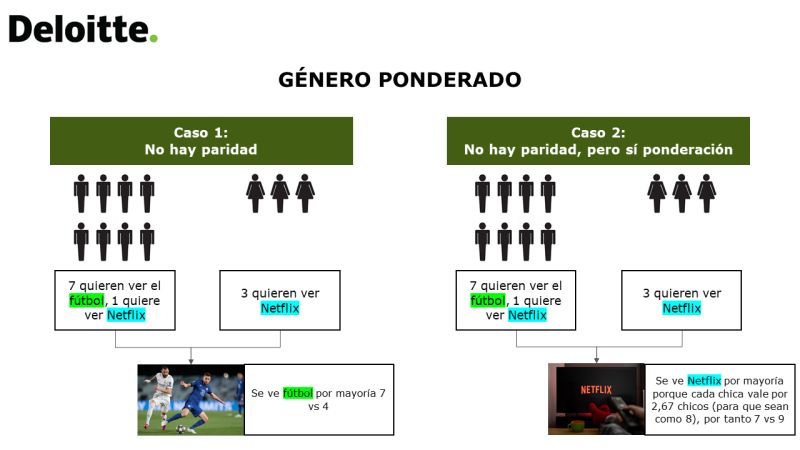 Deloitte.
GÉNERO PONDERADO
Caso 1:
No hay paridad
7 quieren ver el
fútbol, 1 quiere
ver Netflix
3 quieren ver
Netflix
Se ve fútbol por mayoría 7
vs 4
Caso 2:
No hay paridad, pero sí ponderación
7 quieren ver el
fútbol, 1 quiere
ver Netflix
3 quieren ver
Netflix
NETFLIX
Se ve Netflix por mayoría
porque cada chica vale por
2,67 chicos (para que sean
como 8), por tanto 7 vs 9